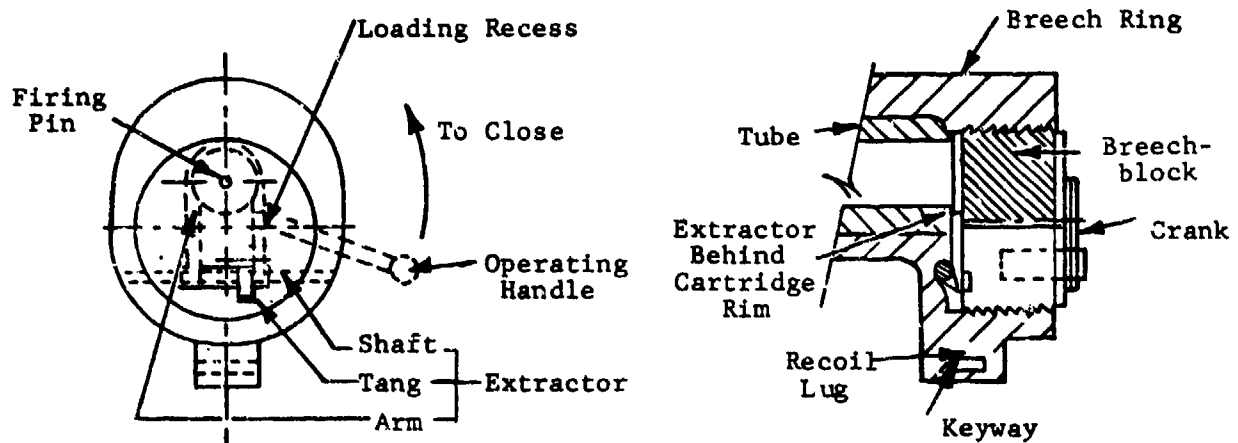 Loading Recess
Firing
Pin
To Close
Operating
Handle
Shaft
Tang
Extractor
Arm
Breech Ring
Tube
Breech-
block
Crank
Extractor
Behind
Cartridge
Rim
Recoil
Lug
Keyway